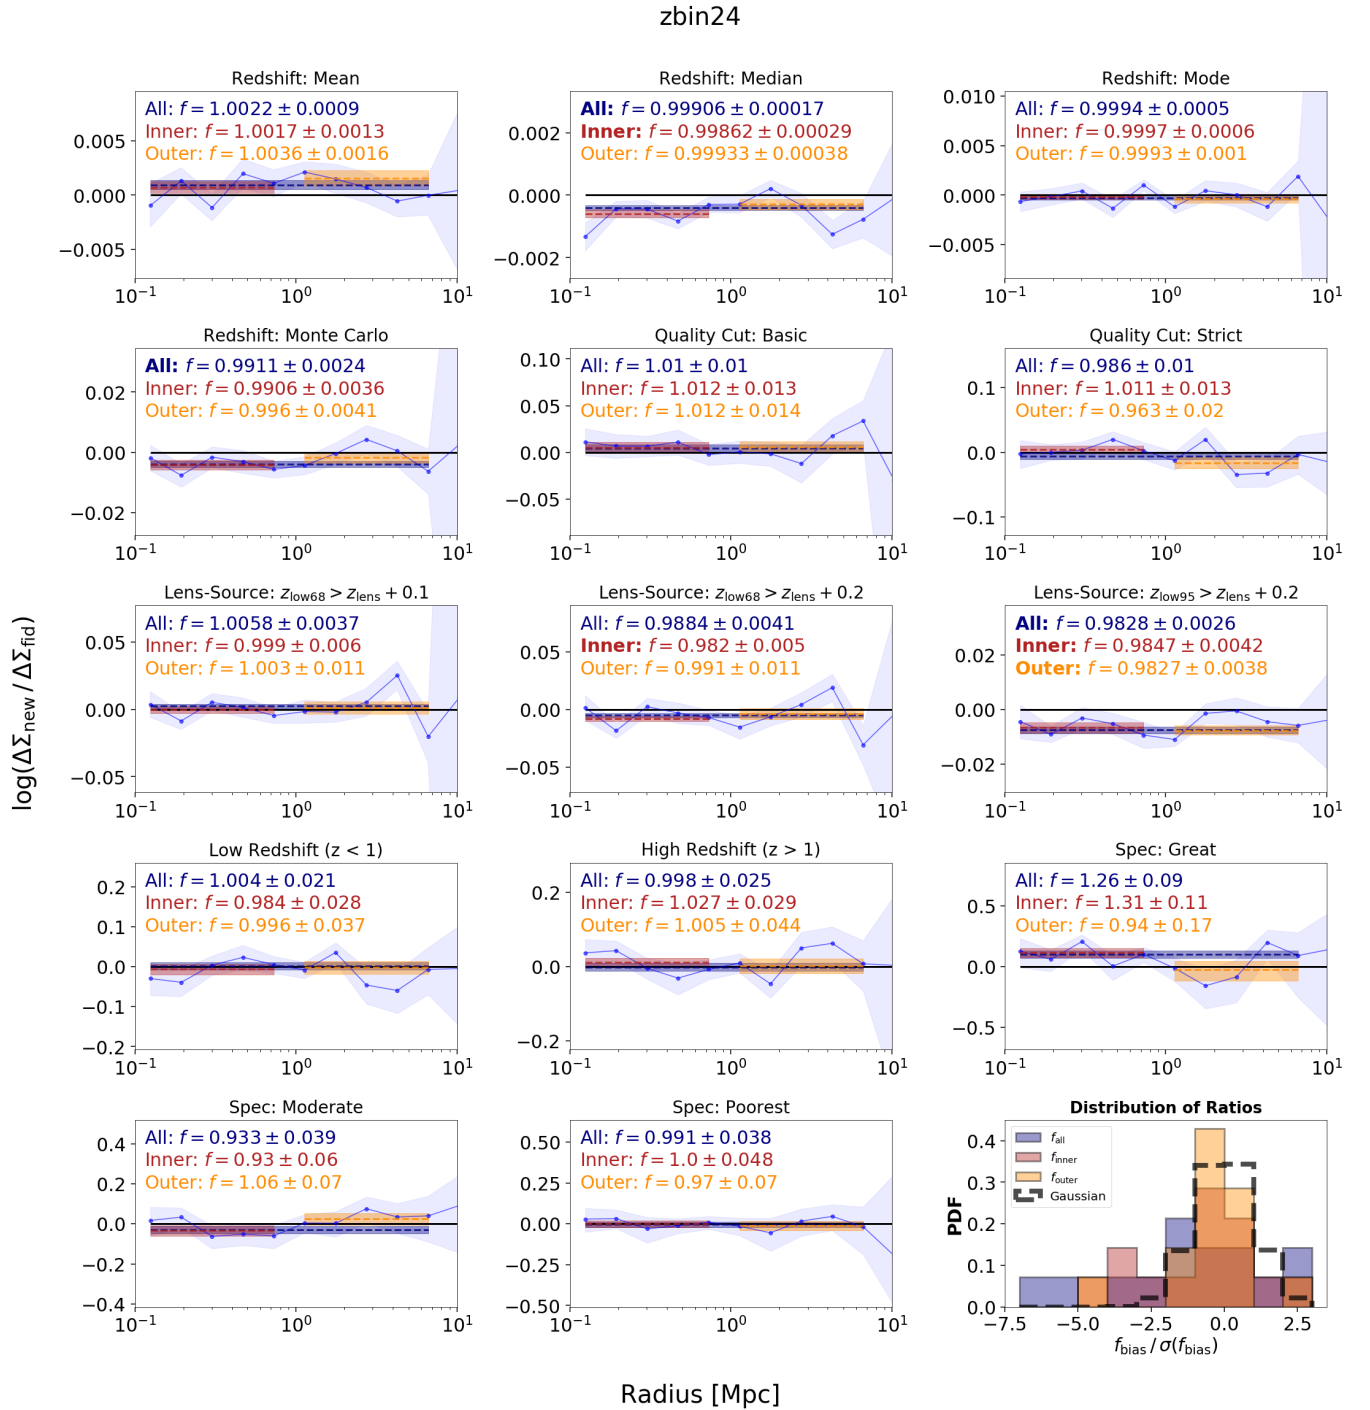 zbin24
Redshift: Mean
All: f = 1.0022 ± 0.0009
Inner: f = 1.0017 ± 0.0013
Outer: f = 1.0036 ± 0.0016
0.005
0.000
−0.005
10⁻¹ 10⁰ 10¹
Redshift: Median
All: f = 0.99906 ± 0.00017
Inner: f = 0.99862 ± 0.00029
Outer: f = 0.99933 ± 0.00038
0.002
0.000
−0.002
10⁻¹ 10⁰ 10¹
Redshift: Mode
All: f = 0.9994 ± 0.0005
Inner: f = 0.9997 ± 0.0006
Outer: f = 0.9993 ± 0.001
0.010
0.005
0.000
−0.005
10⁻¹ 10⁰ 10¹
Redshift: Monte Carlo
All: f = 0.9911 ± 0.0024
Inner: f = 0.9906 ± 0.0036
Outer: f = 0.996 ± 0.0041
0.02
0.00
−0.02
10⁻¹ 10⁰ 10¹
Quality Cut: Basic
All: f = 1.01 ± 0.01
Inner: f = 1.012 ± 0.013
Outer: f = 1.012 ± 0.014
0.10
0.05
0.00
−0.05
10⁻¹ 10⁰ 10¹
Quality Cut: Strict
All: f = 0.986 ± 0.01
Inner: f = 1.011 ± 0.013
Outer: f = 0.963 ± 0.02
0.1
0.0
−0.1
10⁻¹ 10⁰ 10¹
log(ΔΣnew / ΔΣfid)
Lens-Source: zlow68 > zlens + 0.1
All: f = 1.0058 ± 0.0037
Inner: f = 0.999 ± 0.006
Outer: f = 1.003 ± 0.011
0.05
0.00
−0.05
10⁻¹ 10⁰ 10¹
Lens-Source: zlow68 > zlens + 0.2
All: f = 0.9884 ± 0.0041
Inner: f = 0.982 ± 0.005
Outer: f = 0.991 ± 0.011
0.05
0.00
−0.05
10⁻¹ 10⁰ 10¹
Lens-Source: zlow95 > zlens + 0.2
All: f = 0.9828 ± 0.0026
Inner: f = 0.9847 ± 0.0042
Outer: f = 0.9827 ± 0.0038
0.02
0.00
−0.02
10⁻¹ 10⁰ 10¹
Low Redshift (z < 1)
All: f = 1.004 ± 0.021
Inner: f = 0.984 ± 0.028
Outer: f = 0.996 ± 0.037
0.2
0.1
0.0
−0.1
−0.2
10⁻¹ 10⁰ 10¹
High Redshift (z > 1)
All: f = 0.998 ± 0.025
Inner: f = 1.027 ± 0.029
Outer: f = 1.005 ± 0.044
0.2
0.0
−0.2
10⁻¹ 10⁰ 10¹
Spec: Great
All: f = 1.26 ± 0.09
Inner: f = 1.31 ± 0.11
Outer: f = 0.94 ± 0.17
0.5
0.0
−0.5
10⁻¹ 10⁰ 10¹
Spec: Moderate
All: f = 0.933 ± 0.039
Inner: f = 0.93 ± 0.06
Outer: f = 1.06 ± 0.07
0.4
0.2
0.0
−0.2
−0.4
10⁻¹ 10⁰ 10¹
Spec: Poorest
All: f = 0.991 ± 0.038
Inner: f = 1.0 ± 0.048
Outer: f = 0.97 ± 0.07
0.50
0.25
0.00
−0.25
−0.50
10⁻¹ 10⁰ 10¹
Distribution of Ratios
fall
finner
fouter
Gaussian
PDF
0.4
0.3
0.2
0.1
0.0
−7.5 −5.0 −2.5 0.0 2.5
fbias / σ(fbias)
Radius [Mpc]